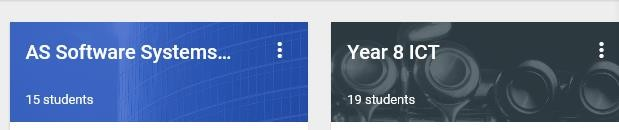 AS Software Systems...
15 students
Year 8 ICT
19 students